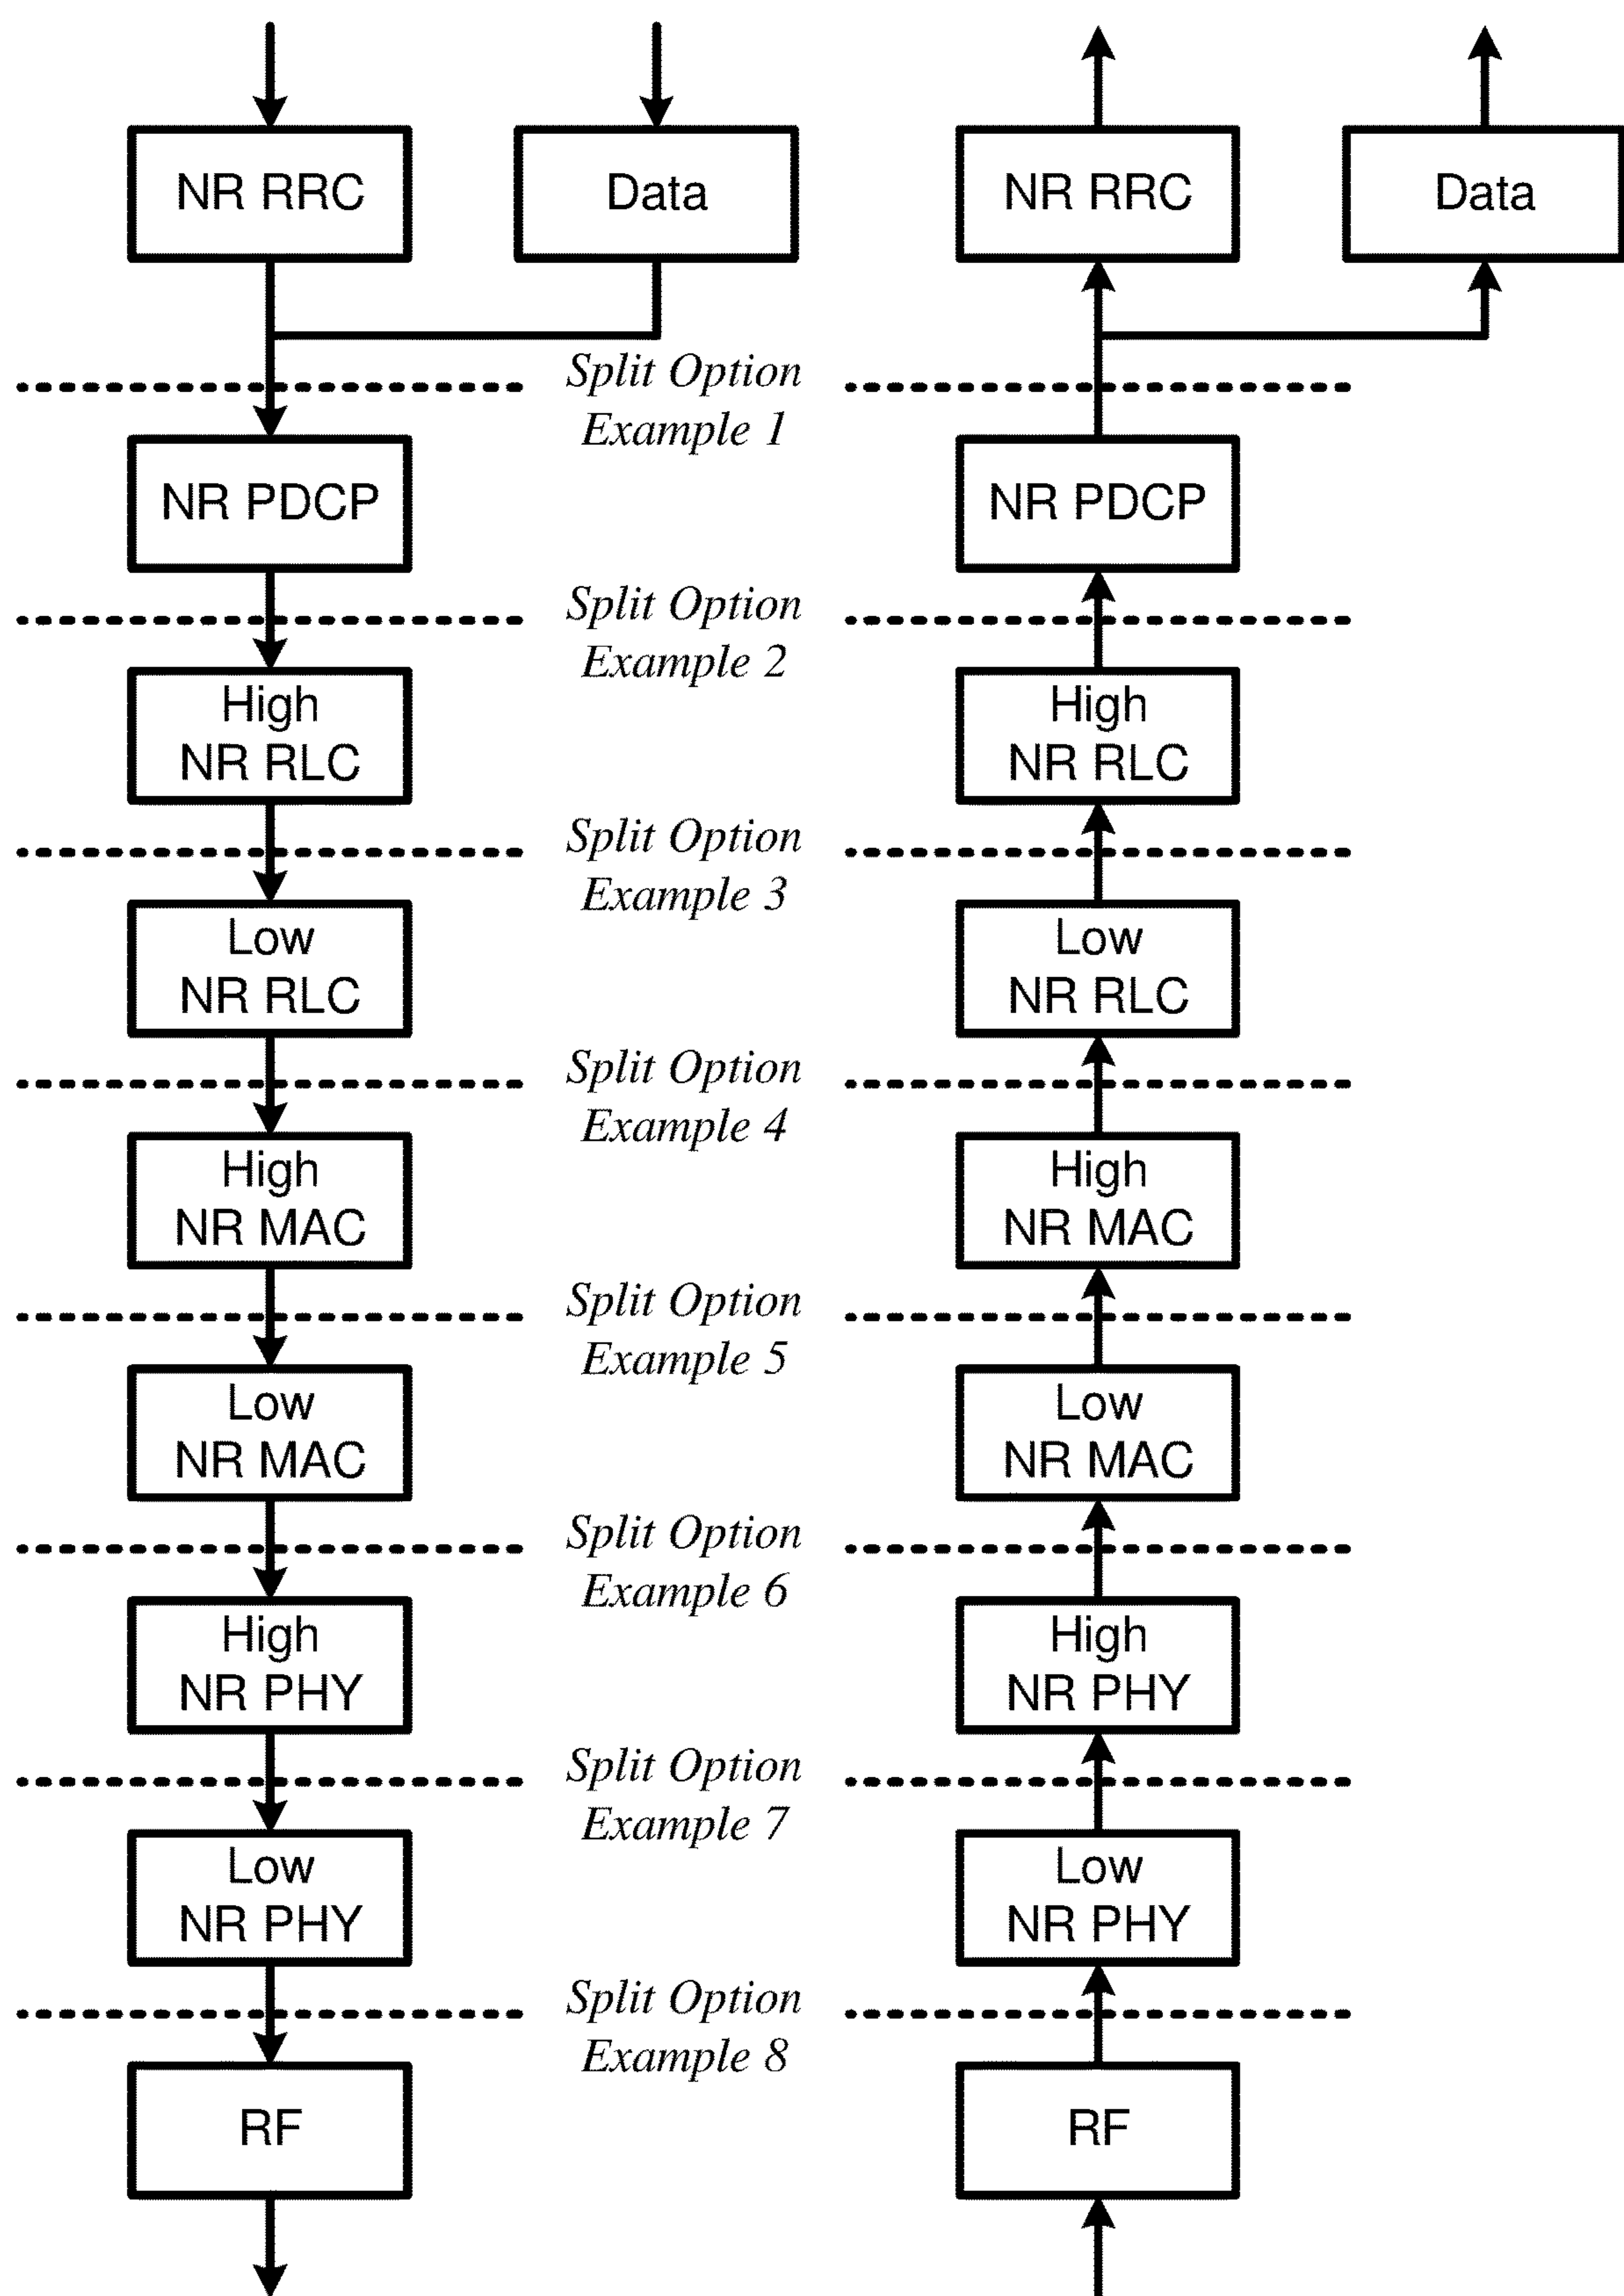 NR RRC
Data
NR RRC
Data
Split Option
Example 1
NR PDCP
NR PDCP
Split Option
Example 2
High
NR RLC
High
NR RLC
Split Option
Example 3
Low
NR RLC
Low
NR RLC
Split Option
Example 4
High
NR MAC
High
NR MAC
Split Option
Example 5
Low
NR MAC
Low
NR MAC
Split Option
Example 6
High
NR PHY
High
NR PHY
Split Option
Example 7
Low
NR PHY
Low
NR PHY
Split Option
Example 8
RF
RF